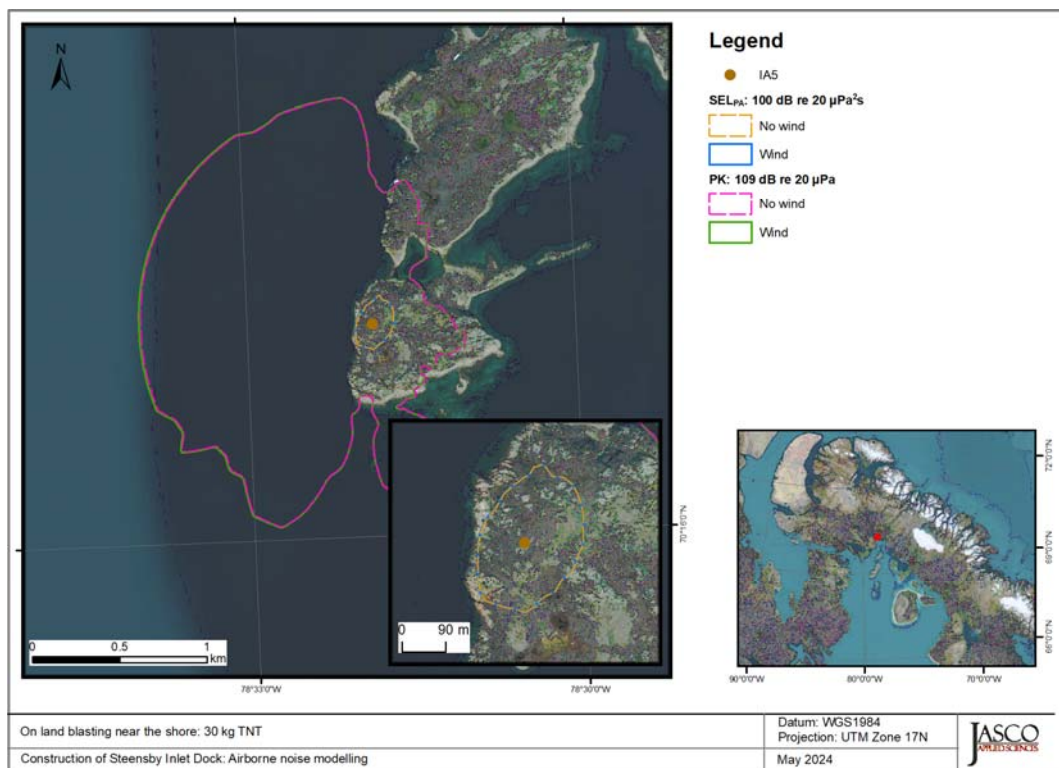 N
0
0.5
1
km
0
90 m
78°33'0"W
78°30'0"W
70°16'0"N
Legend
IA5
SELPA: 100 dB re 20 µPa²s
No wind
Wind
PK: 109 dB re 20 µPa
No wind
Wind
72°0'0"N
69°0'0"N
66°0'0"N
90°0'0"W
80°0'0"W
70°0'0"W
On land blasting near the shore: 30 kg TNT
Construction of Steensby Inlet Dock: Airborne noise modelling
Datum: WGS1984
Projection: UTM Zone 17N
May 2024
JASCO
APPLIED SCIENCES